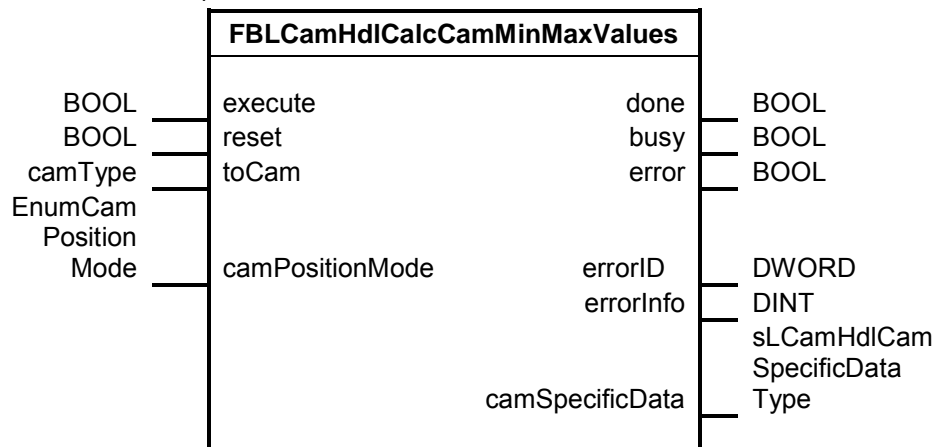 FBLCamHdlCalcCamMinMaxValues
BOOL execute done BOOL
BOOL reset busy BOOL
camType toCam error BOOL
EnumCam
Position
Mode camPositionMode errorID DWORD
errorInfo DINT
sLCamHdlCam
SpecificData
camSpecificData Type